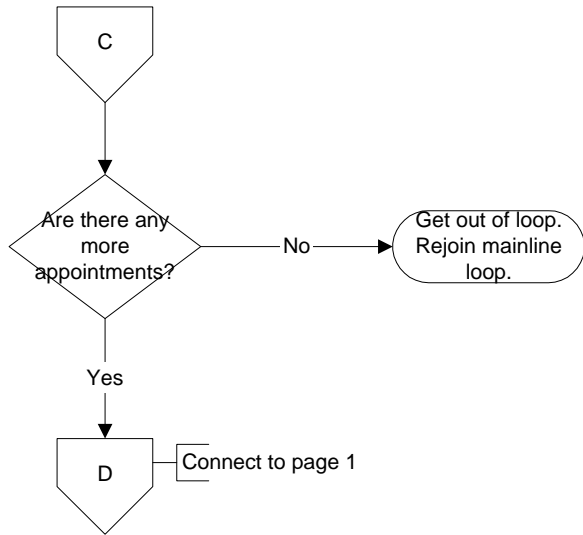 C
Are there any
more
appointments?
No
Get out of loop.
Rejoin mainline
loop.
Yes
D
Connect to page 1